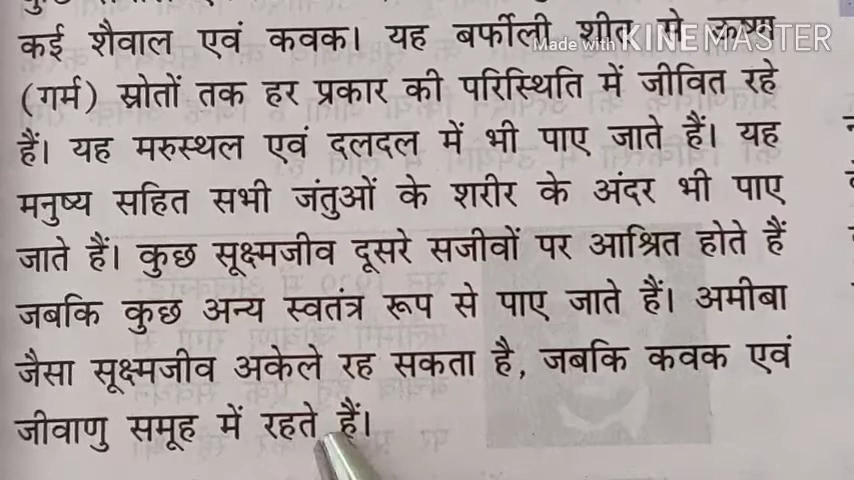 कई शैवाल एवं कवक। यह बर्फीली शीत से ऊष्ण
Made with KINEMASTER
(गर्म) स्रोतों तक हर प्रकार की परिस्थिति में जीवित रहे
हैं। यह मरुस्थल एवं दलदल में भी पाए जाते हैं। यह
मनुष्य सहित सभी जंतुओं के शरीर के अंदर भी पाए
जाते हैं। कुछ सूक्ष्मजीव दूसरे सजीवों पर आश्रित होते हैं
जबकि कुछ अन्य स्वतंत्र रूप से पाए जाते हैं। अमीबा
जैसा सूक्ष्मजीव अकेले रह सकता है, जबकि कवक एवं
जीवाणु समूह में रहते हैं।